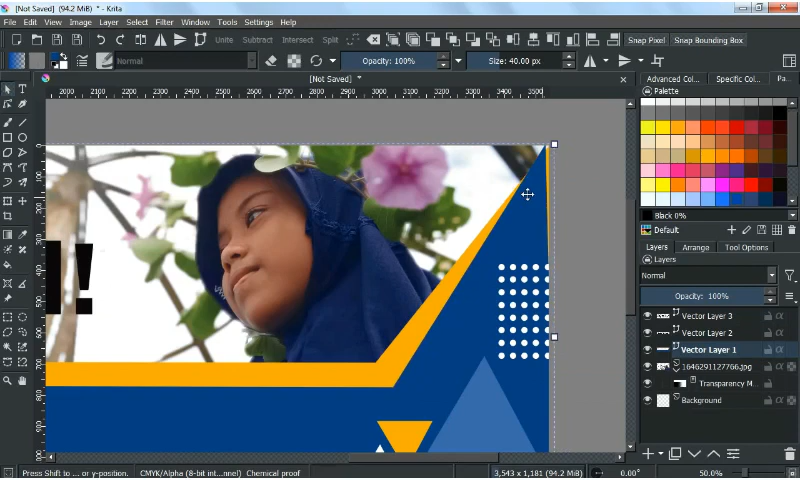 [Not Saved] (94.2 MiB) * - Krita
File Edit View Image Layer Select Filter Window Tools Settings Help
Unite Subtract Intersect Split Snap Pixel Snap Bounding Box
Normal Opacity: 100% Size: 40.00 px
[Not Saved] *
Advanced Col... Specific Col... Pa...
Palette
2000 2100 2200 2300 2400 2500 2600 2700 2800 2900 3000 3100 3200 3300 3400 3500
!
Black 0%
Default
Layers Arrange Tool Options
Layers
Normal
Opacity: 100%
Vector Layer 3
Vector Layer 2
Vector Layer 1
1646291127766.jpg
Transparency M...
Background
Press Shift to ... or y-position. CMYK/Alpha (8-bit int...nnel) Chemical proof 3,543 x 1,181 (94.2 MiB) 0.00° 50.0%